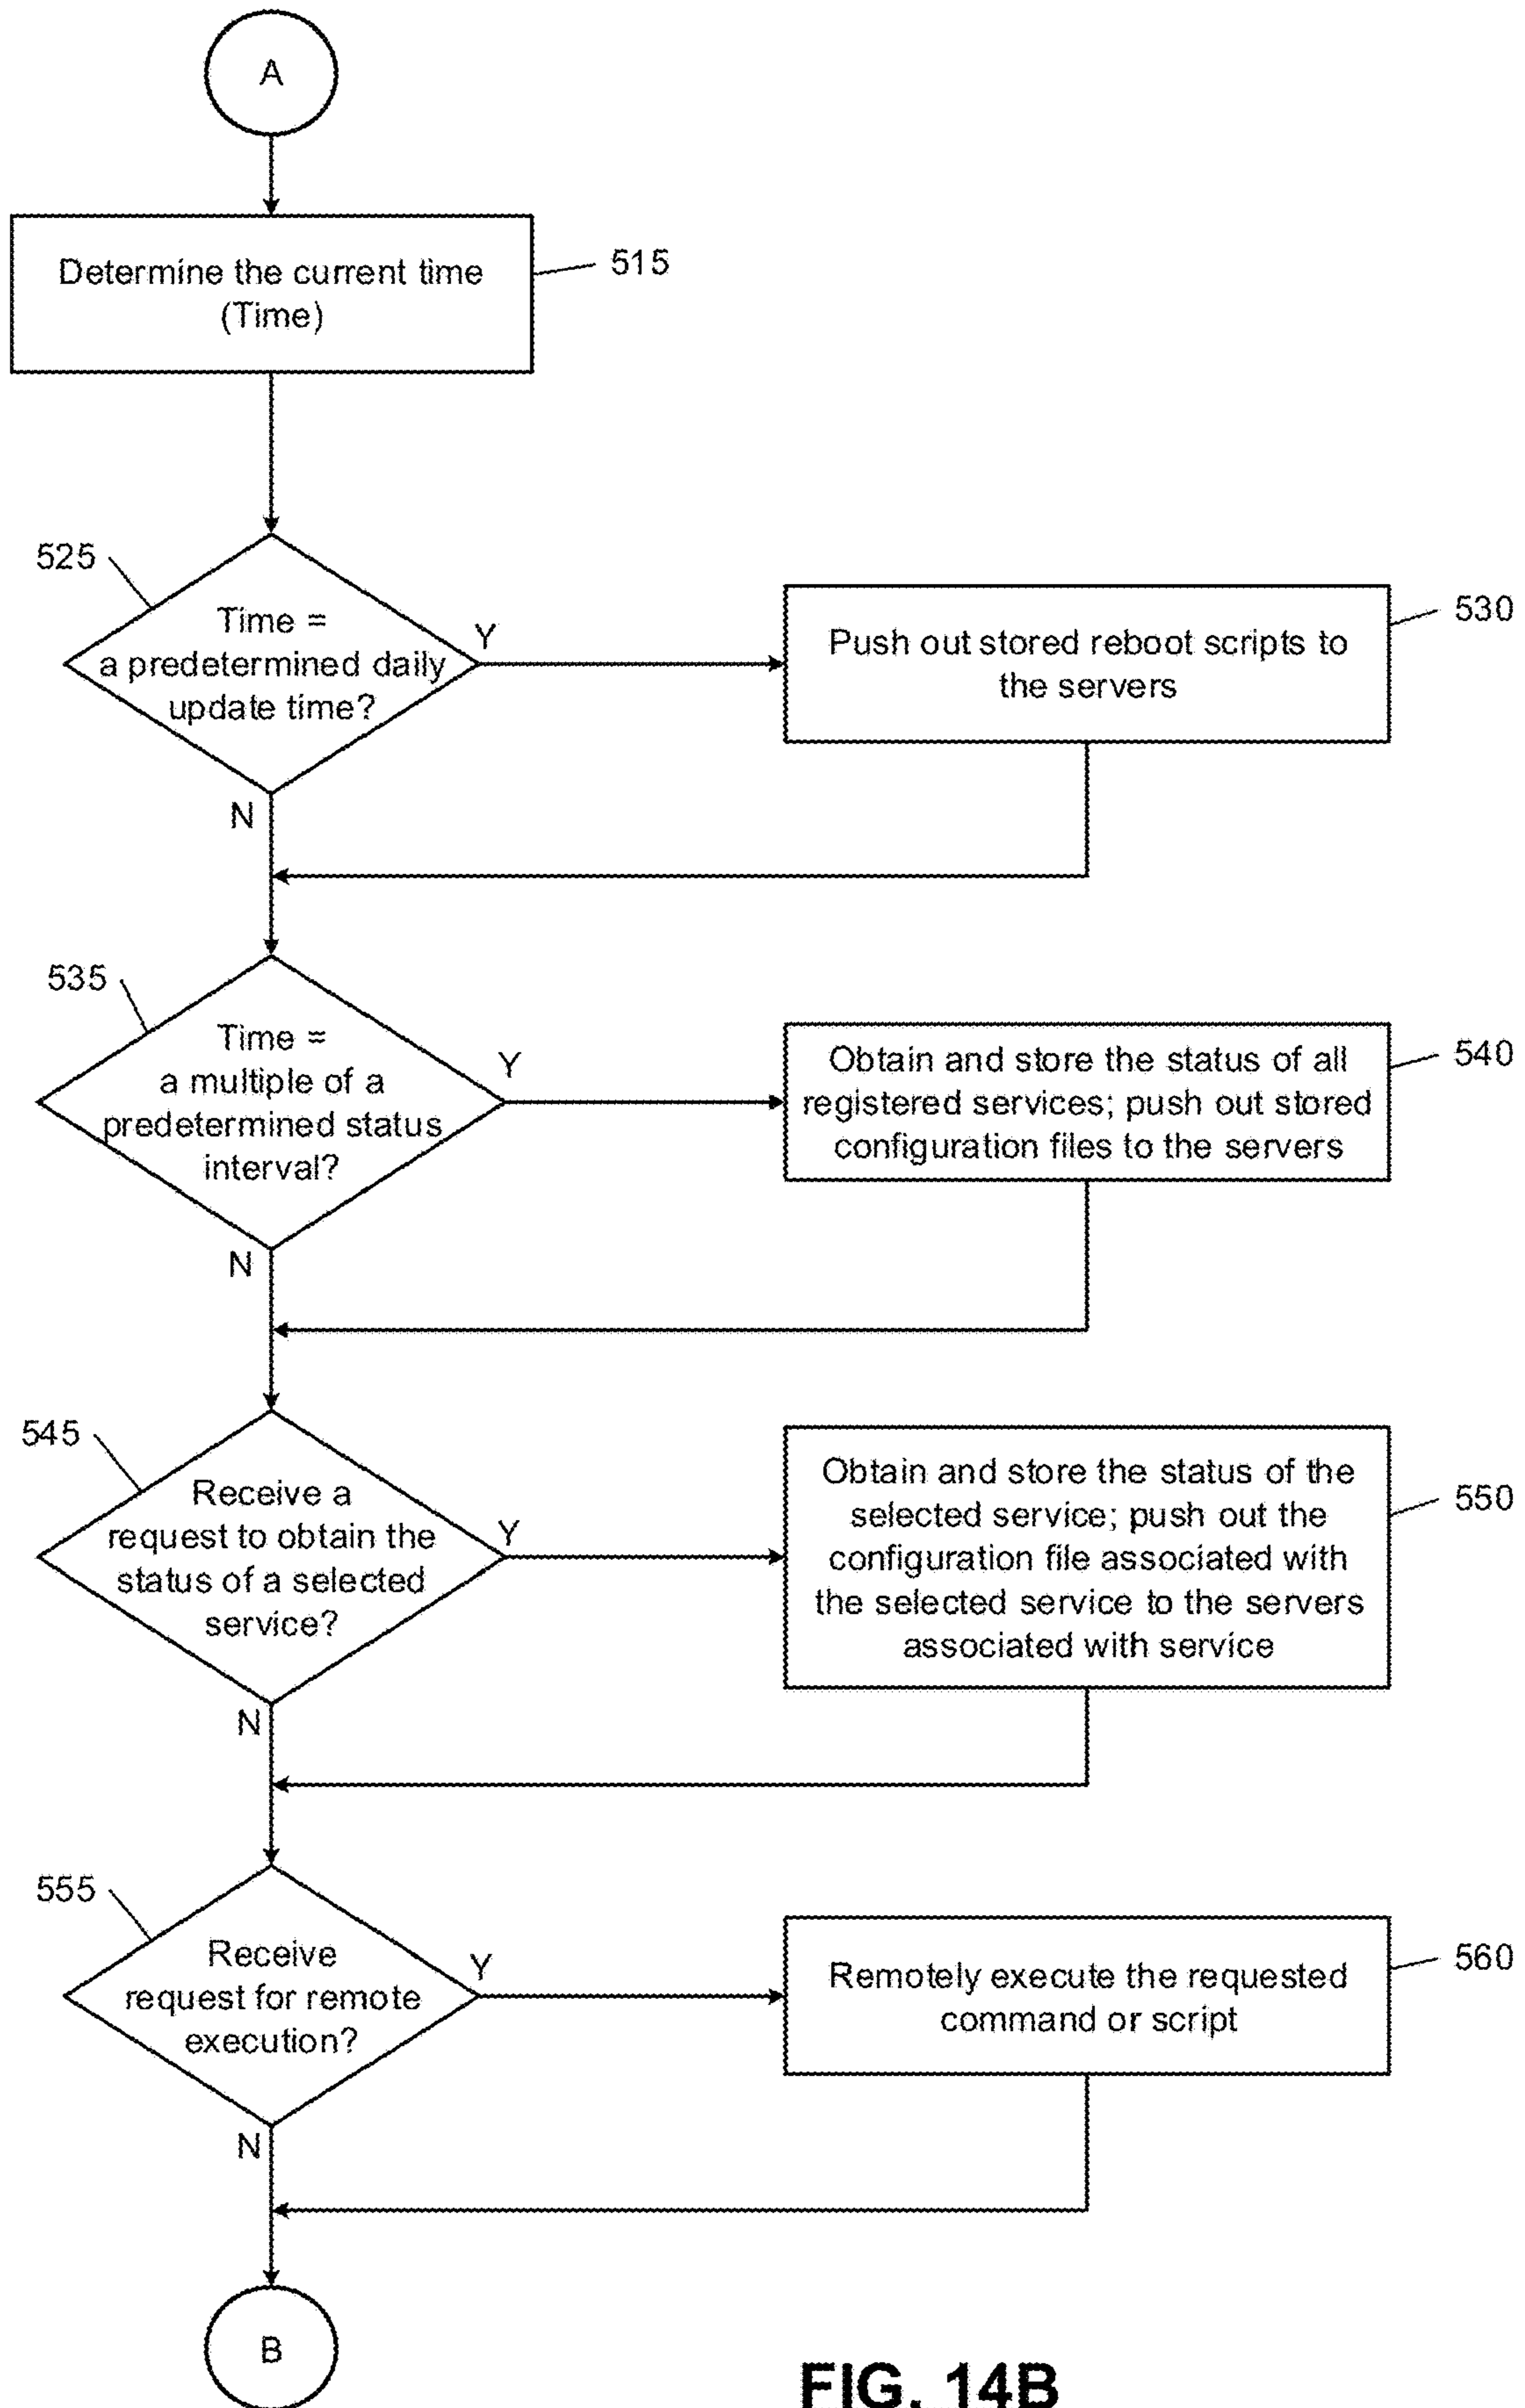 A
Determine the current time
(Time)
515
525
Time =
a predetermined daily
update time?
Y
N
Push out stored reboot scripts to
the servers
530
535
Time =
a multiple of a
predetermined status
interval?
Y
N
Obtain and store the status of all
registered services; push out stored
configuration files to the servers
540
545
Receive a
request to obtain the
status of a selected
service?
Y
N
Obtain and store the status of the
selected service; push out the
configuration file associated with
the selected service to the servers
associated with service
550
555
Receive
request for remote
execution?
Y
N
Remotely execute the requested
command or script
560
B
FIG. 14B